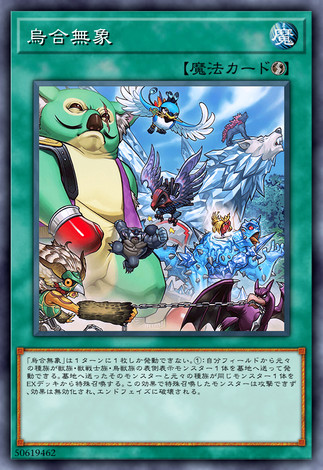 烏合無象
魔
【魔法カード】
「烏合無象」は1ターンに1枚しか発動できない。①：自分フィールドから元々
の種族が獣族・獣戦士族・鳥獣族の表側表示モンスター1体を墓地へ送って発
動できる。墓地へ送ったそのモンスターと元々の種族が同じモンスター1体を
EXデッキから特殊召喚する。この効果で特殊召喚したモンスターは攻撃できず、
効果は無効化され、エンドフェイズに破壊される。
50619462